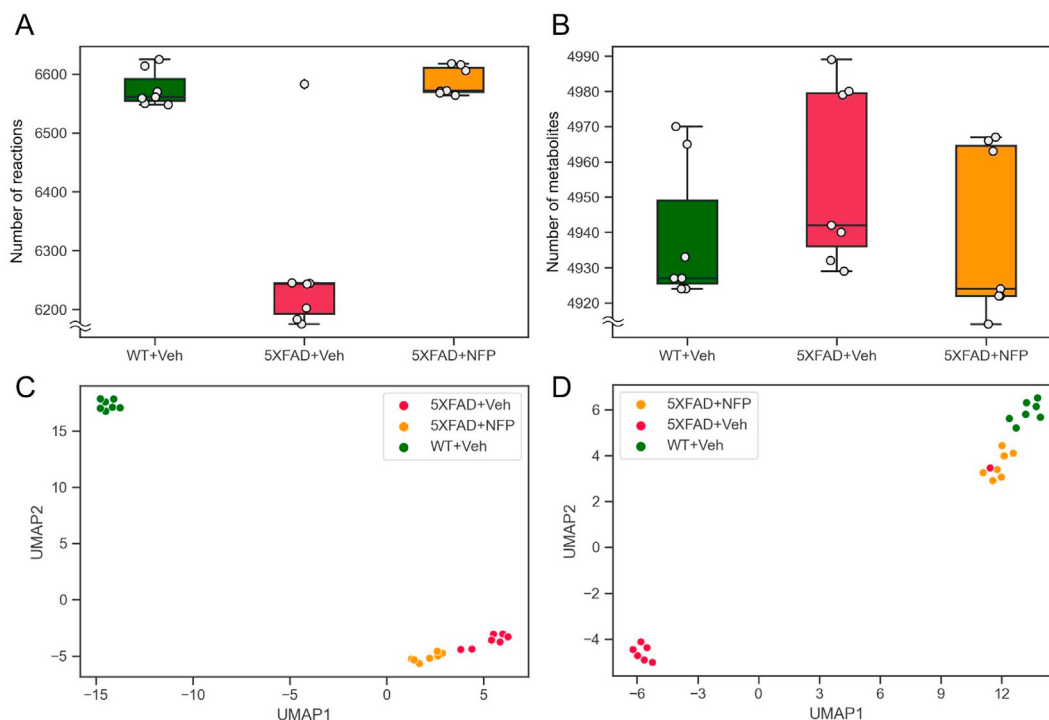 A
Number of reactions
6600
6500
6400
6300
6200
WT+Veh 5XFAD+Veh 5XFAD+NFP
B
Number of metabolites
4990
4980
4970
4960
4950
4940
4930
4920
WT+Veh 5XFAD+Veh 5XFAD+NFP
C
UMAP2
15
10
5
0
−5
5XFAD+Veh
5XFAD+NFP
WT+Veh
−15 −10 −5 0 5
UMAP1
D
UMAP2
6
4
2
0
−2
−4
5XFAD+NFP
5XFAD+Veh
WT+Veh
−6 −3 0 3 6 9 12
UMAP1